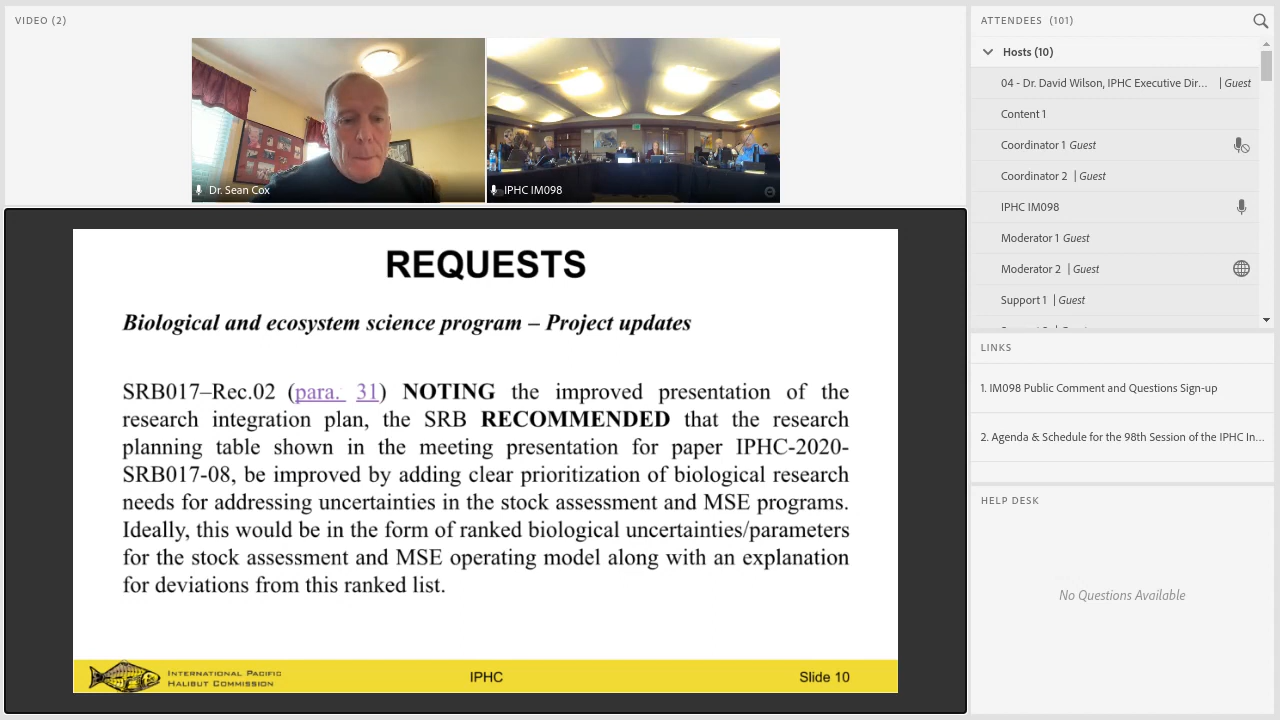 VIDEO (2)
Dr. Sean Cox
IPHC IM098
REQUESTS
Biological and ecosystem science program – Project updates
SRB017–Rec.02 (para. 31) NOTING the improved presentation of the
research integration plan, the SRB RECOMMENDED that the research
planning table shown in the meeting presentation for paper IPHC-2020-
SRB017-08, be improved by adding clear prioritization of biological research
needs for addressing uncertainties in the stock assessment and MSE programs.
Ideally, this would be in the form of ranked biological uncertainties/parameters
for the stock assessment and MSE operating model along with an explanation
for deviations from this ranked list.
INTERNATIONAL PACIFIC
HALIBUT COMMISSION
IPHC
Slide 10
ATTENDEES (101)
Hosts (10)
04 - Dr. David Wilson, IPHC Executive Dir... | Guest
Content 1
Coordinator 1 Guest
Coordinator 2 | Guest
IPHC IM098
Moderator 1 Guest
Moderator 2 | Guest
Support 1 | Guest
LINKS
1. IM098 Public Comment and Questions Sign-up
2. Agenda & Schedule for the 98th Session of the IPHC In...
HELP DESK
No Questions Available